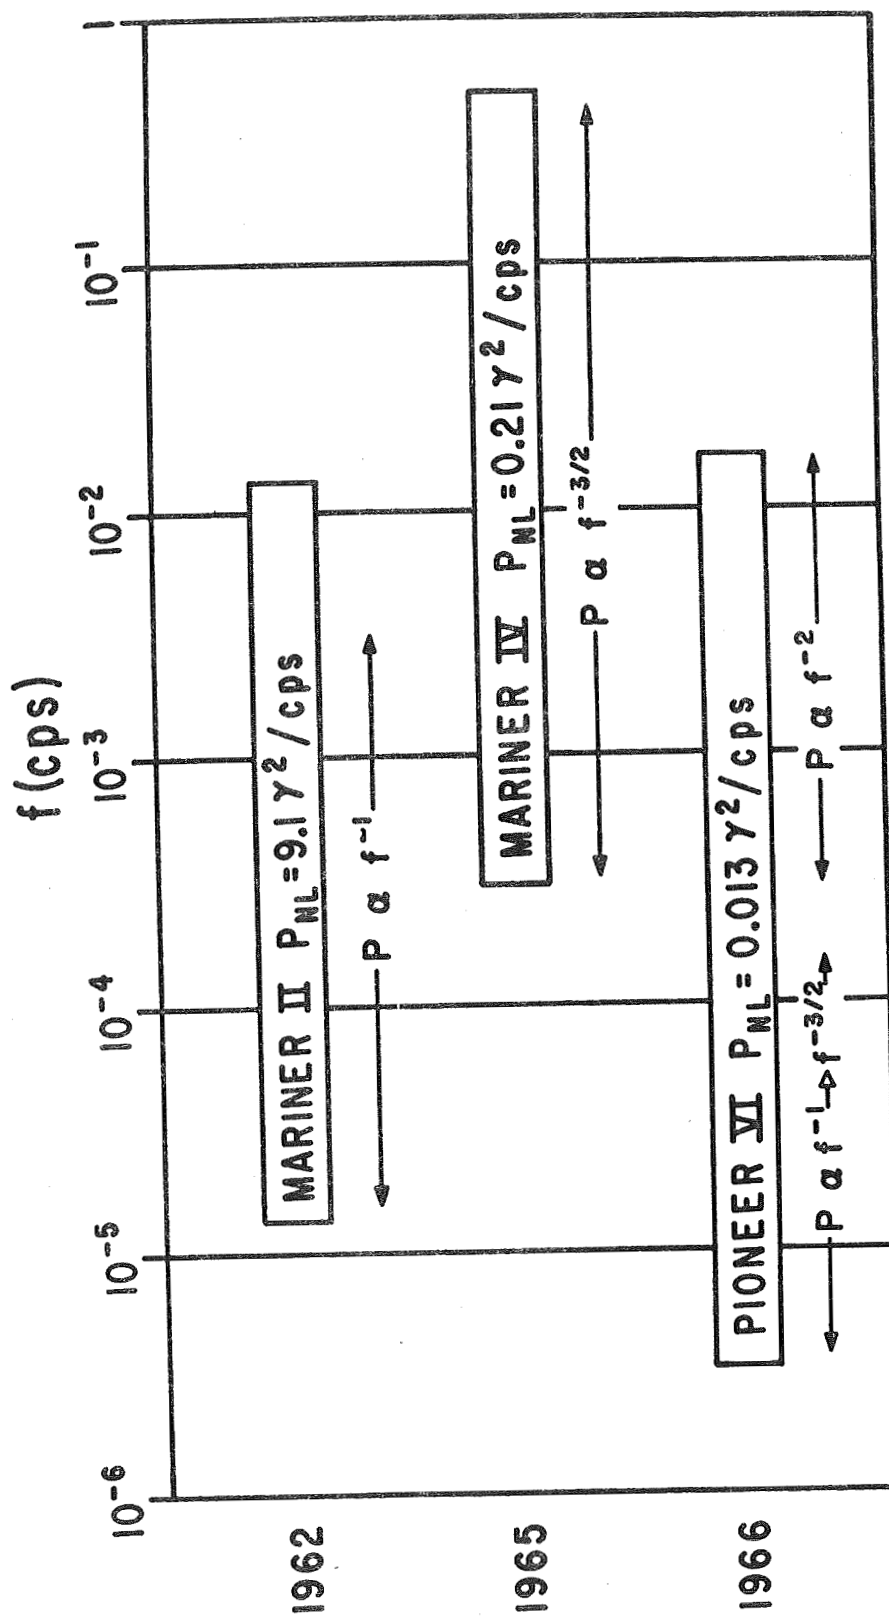 f(cps)
10⁻⁶ 10⁻⁵ 10⁻⁴ 10⁻³ 10⁻² 10⁻¹ 1
1962
MARINER II P_NL = 9.1 γ²/cps
P α f⁻¹
1965
MARINER IV P_NL = 0.21 γ²/cps
P α f⁻³/²
1966
PIONEER VI P_NL = 0.013 γ²/cps
P α f⁻¹ → f⁻³/² P α f⁻²